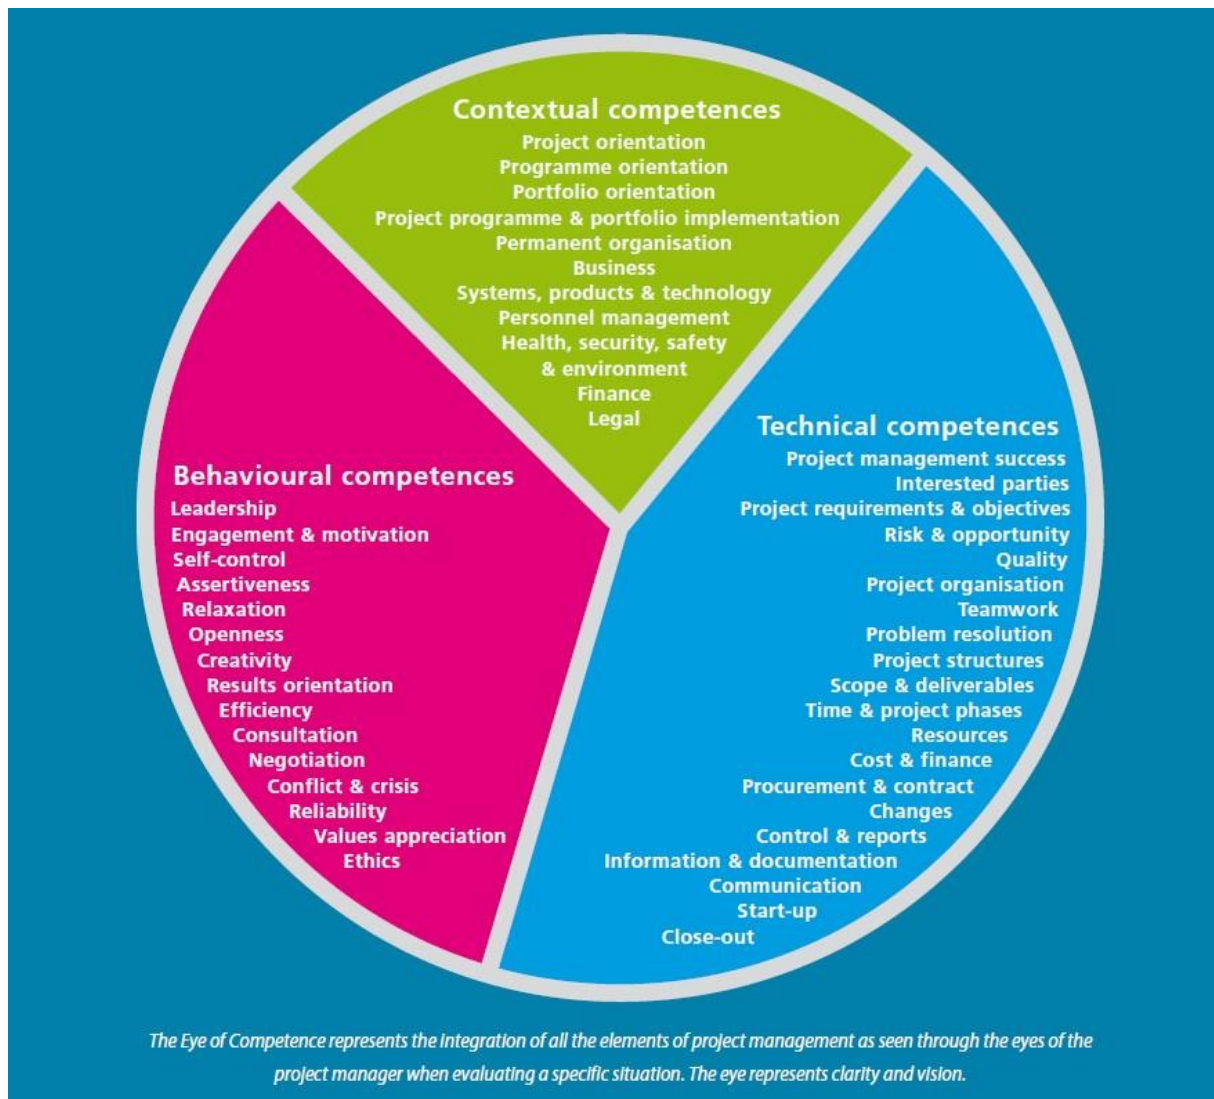 Contextual competences
Project orientation
Programme orientation
Portfolio orientation
Project programme & portfolio implementation
Permanent organisation
Business
Systems, products & technology
Personnel management
Health, security, safety
& environment
Finance
Legal
Technical competences
Project management success
Interested parties
Project requirements & objectives
Risk & opportunity
Quality
Project organisation
Teamwork
Problem resolution
Project structures
Scope & deliverables
Time & project phases
Resources
Cost & finance
Procurement & contract
Changes
Control & reports
Information & documentation
Communication
Start-up
Close-out
Behavioural competences
Leadership
Engagement & motivation
Self-control
Assertiveness
Relaxation
Openness
Creativity
Results orientation
Efficiency
Consultation
Negotiation
Conflict & crisis
Reliability
Values appreciation
Ethics
The Eye of Competence represents the integration of all the elements of project management as seen through the eyes of the
project manager when evaluating a specific situation. The eye represents clarity and vision.